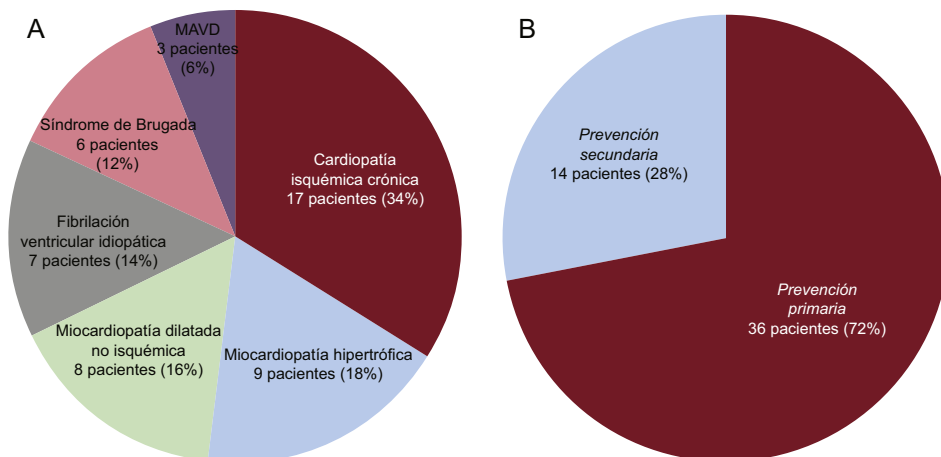 A
MAVD
3 pacientes
(6%)
Síndrome de Brugada
6 pacientes
(12%)
Cardiopatía
isquémica crónica
17 pacientes (34%)
Fibrilación
ventricular idiopática
7 pacientes (14%)
Miocardiopatía dilatada
no isquémica
8 pacientes (16%)
Miocardiopatía hipertrófica
9 pacientes (18%)
B
Prevención
secundaria
14 pacientes (28%)
Prevención
primaria
36 pacientes (72%)